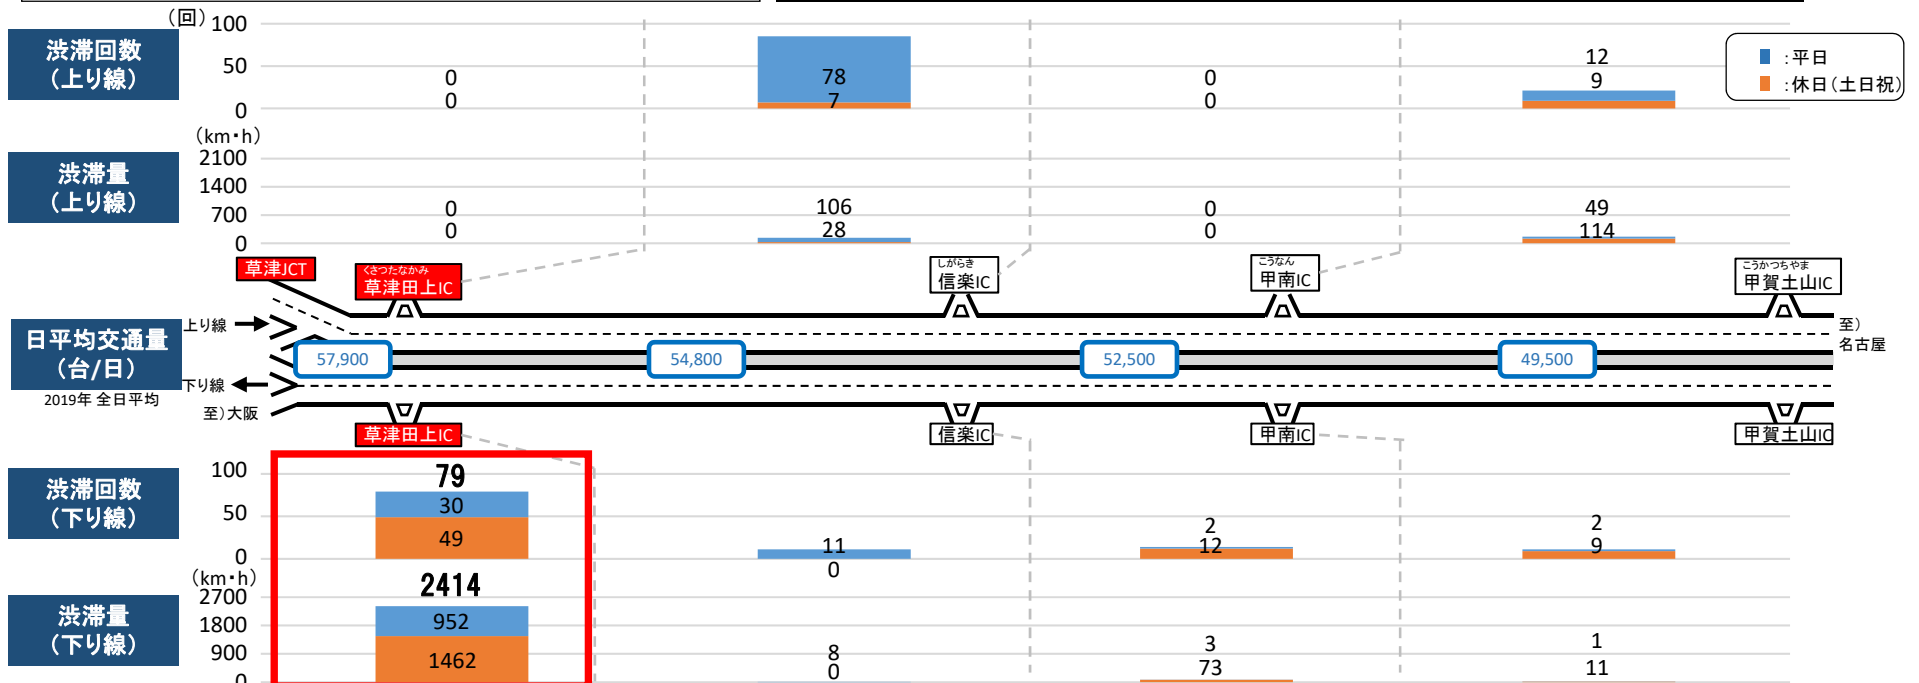 (回)
100
50
0
渋滞回数
(上り線)
0
0
78
7
0
0
12
9
:平日
:休日(土日祝)
(km・h)
2100
1400
700
0
渋滞量
(上り線)
0
0
106
28
0
0
49
114
草津JCT
くさつたなかみ
草津田上IC
しがらき
信楽IC
こうなん
甲南IC
こうかつちやま
甲賀土山IC
日平均交通量
(台/日)
2019年 全日平均
上り線
下り線
至)大阪
57,900
54,800
52,500
49,500
至)
名古屋
草津田上IC
信楽IC
甲南IC
甲賀土山IC
渋滞回数
(下り線)
100
50
0
79
30
49
11
0
2
12
2
9
(km・h)
2700
1800
900
0
渋滞量
(下り線)
2414
952
1462
8
0
3
73
1
11